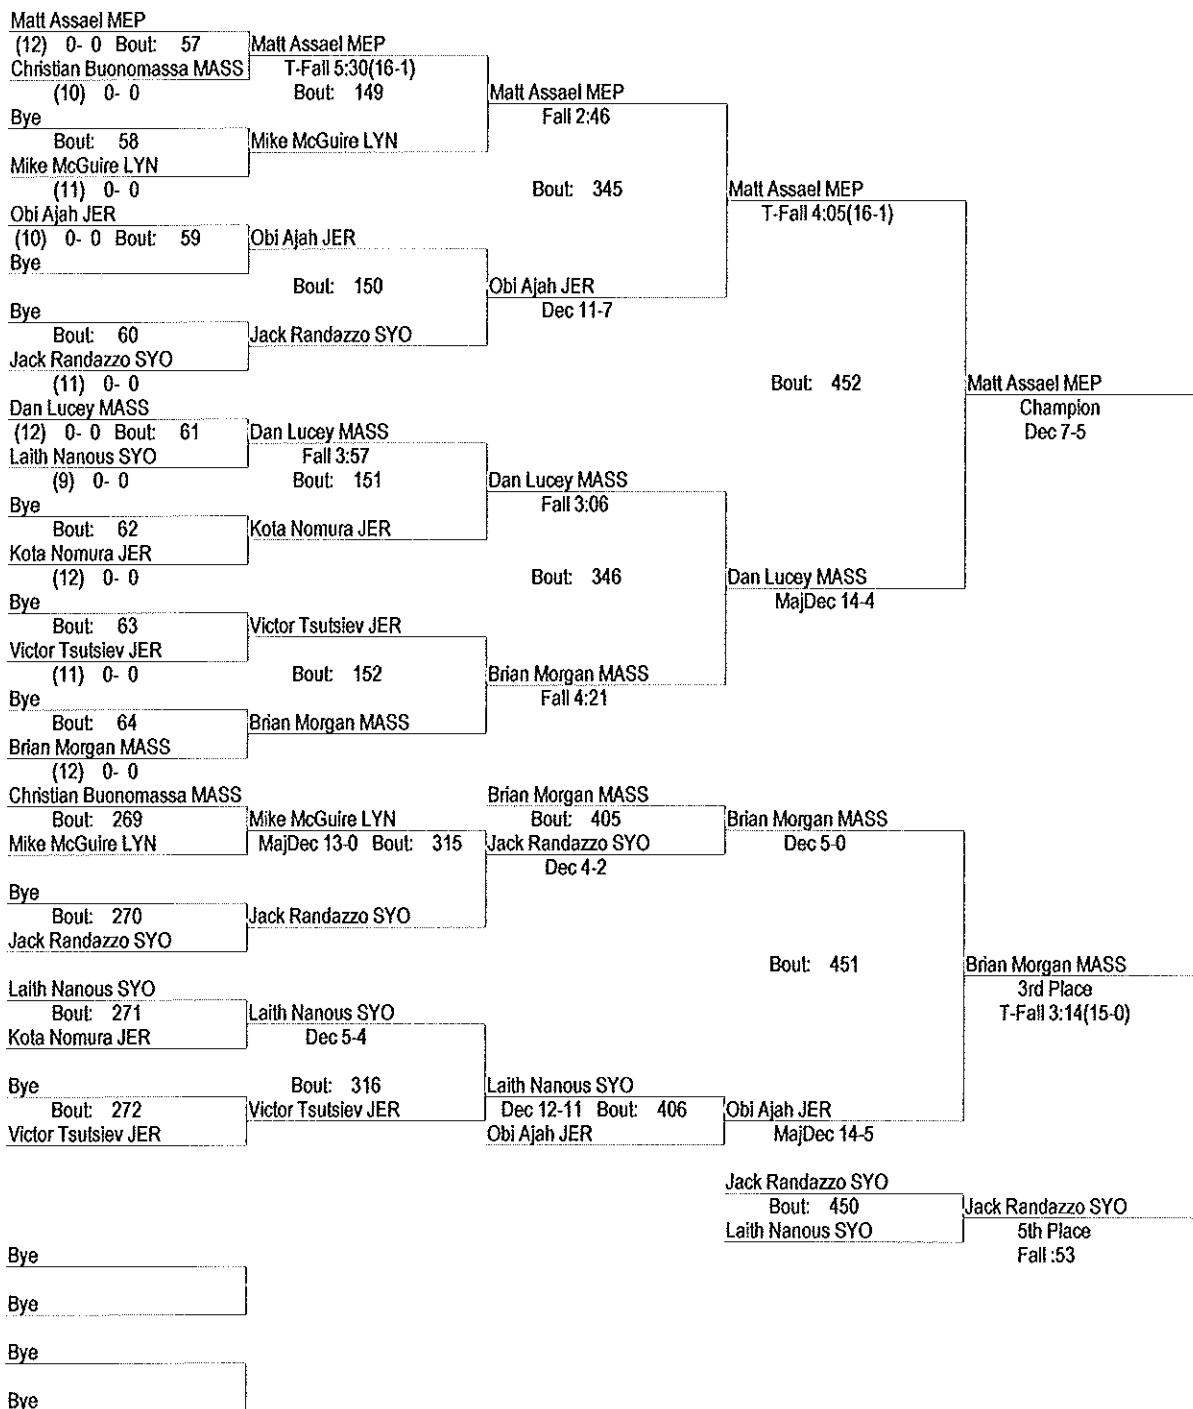 Matt Assael MEP
(12) 0- 0 Bout: 57 Matt Assael MEP
Christian Buonomassa MASS T-Fall 5:30(16-1)
(10) 0- 0 Bout: 149 Matt Assael MEP
Bye Fall 2:46
Bout: 58 Mike McGuire LYN
Mike McGuire LYN
(11) 0- 0 Bout: 345 Matt Assael MEP
Obi Ajah JER T-Fall 4:05(16-1)
(10) 0- 0 Bout: 59 Obi Ajah JER
Bye
Bout: 150 Obi Ajah JER
Bye Dec 11-7
Bout: 60 Jack Randazzo SYO
Jack Randazzo SYO
(11) 0- 0 Bout: 452 Matt Assael MEP
Dan Lucey MASS Champion
(12) 0- 0 Bout: 61 Dan Lucey MASS Dec 7-5
Laith Nanous SYO Fall 3:57
(9) 0- 0 Bout: 151 Dan Lucey MASS
Bye Fall 3:06
Bout: 62 Kota Nomura JER
Kota Nomura JER
(12) 0- 0 Bout: 346 Dan Lucey MASS
Bye MajDec 14-4
Bout: 63 Victor Tsutsiev JER
Victor Tsutsiev JER
(11) 0- 0 Bout: 152 Brian Morgan MASS
Bye Fall 4:21
Bout: 64 Brian Morgan MASS
Brian Morgan MASS
(12) 0- 0
Christian Buonomassa MASS Brian Morgan MASS
Bout: 269 Mike McGuire LYN Bout: 405 Brian Morgan MASS
Mike McGuire LYN MajDec 13-0 Bout: 315 Jack Randazzo SYO Dec 5-0
Dec 4-2
Bye
Bout: 270 Jack Randazzo SYO
Jack Randazzo SYO
Bout: 451 Brian Morgan MASS
Laith Nanous SYO 3rd Place
Bout: 271 Laith Nanous SYO T-Fall 3:14(15-0)
Kota Nomura JER Dec 5-4
Bye Bout: 316 Laith Nanous SYO
Bout: 272 Victor Tsutsiev JER Dec 12-11 Bout: 406 Obi Ajah JER
Victor Tsutsiev JER Obi Ajah JER MajDec 14-5
Jack Randazzo SYO
Bout: 450 Jack Randazzo SYO
Laith Nanous SYO 5th Place
Bye Fall :53
Bye
Bye
Bye